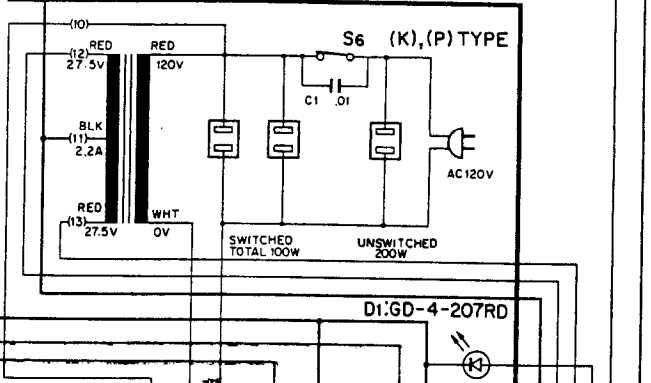 (10)
S6 (K),(P) TYPE
(12) RED RED
27.5V 120V
C1 .01
BLK
(11)
2.2A
AC120V
RED
(13) WHT
27.5V 0V
SWITCHED UNSWITCHED
TOTAL 100W 200W
D1:GD-4-207RD